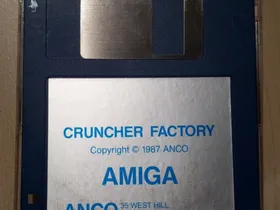 CRUNCHER FACTORY
Copyright © 1987 ANCO
AMIGA
ANCO 35 WEST HILL